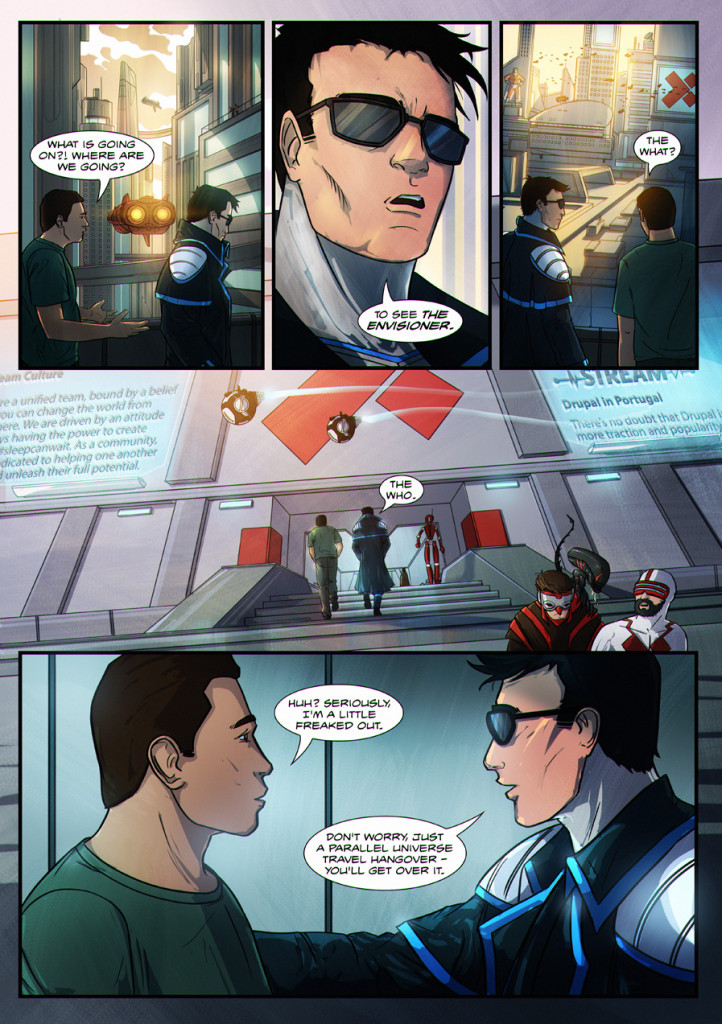 WHAT IS GOING
ON?! WHERE ARE
WE GOING?
TO SEE THE
ENVISIONER.
THE
WHAT?
eam Culture
re a unified team, bound by a belief
ou can change the world from
here. We are driven by an attitude
ys having the power to create
#sleepcanwait. As a community,
dicated to helping one another
d unleash their full potential.
STREAM
Drupal in Portugal
There's no doubt that Drupal
more traction and popularity
THE
WHO.
HUH? SERIOUSLY,
I'M A LITTLE
FREAKED OUT.
DON'T WORRY, JUST
A PARALLEL UNIVERSE
TRAVEL HANGOVER –
YOU'LL GET OVER IT.